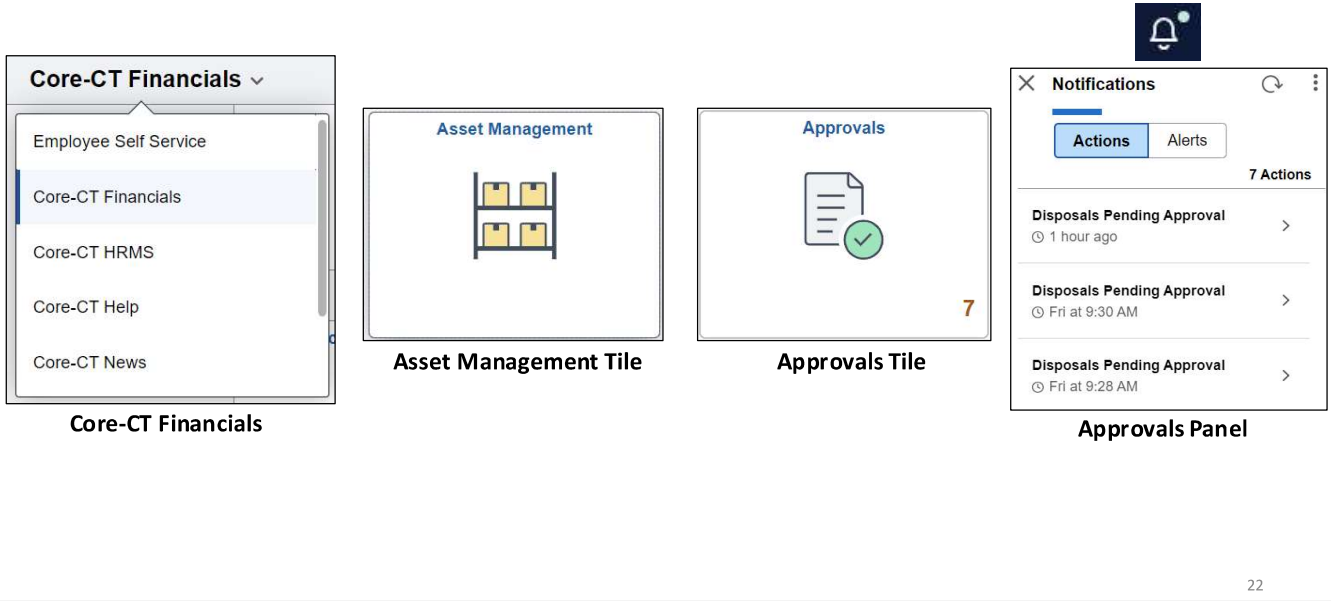 Core-CT Financials
Employee Self Service
Core-CT Financials
Core-CT HRMS
Core-CT Help
Core-CT News
Core-CT Financials
Asset Management
Asset Management Tile
Approvals
7
Approvals Tile
Notifications
Actions
Alerts
7 Actions
Disposals Pending Approval
1 hour ago
Disposals Pending Approval
Fri at 9:30 AM
Disposals Pending Approval
Fri at 9:28 AM
Approvals Panel
22